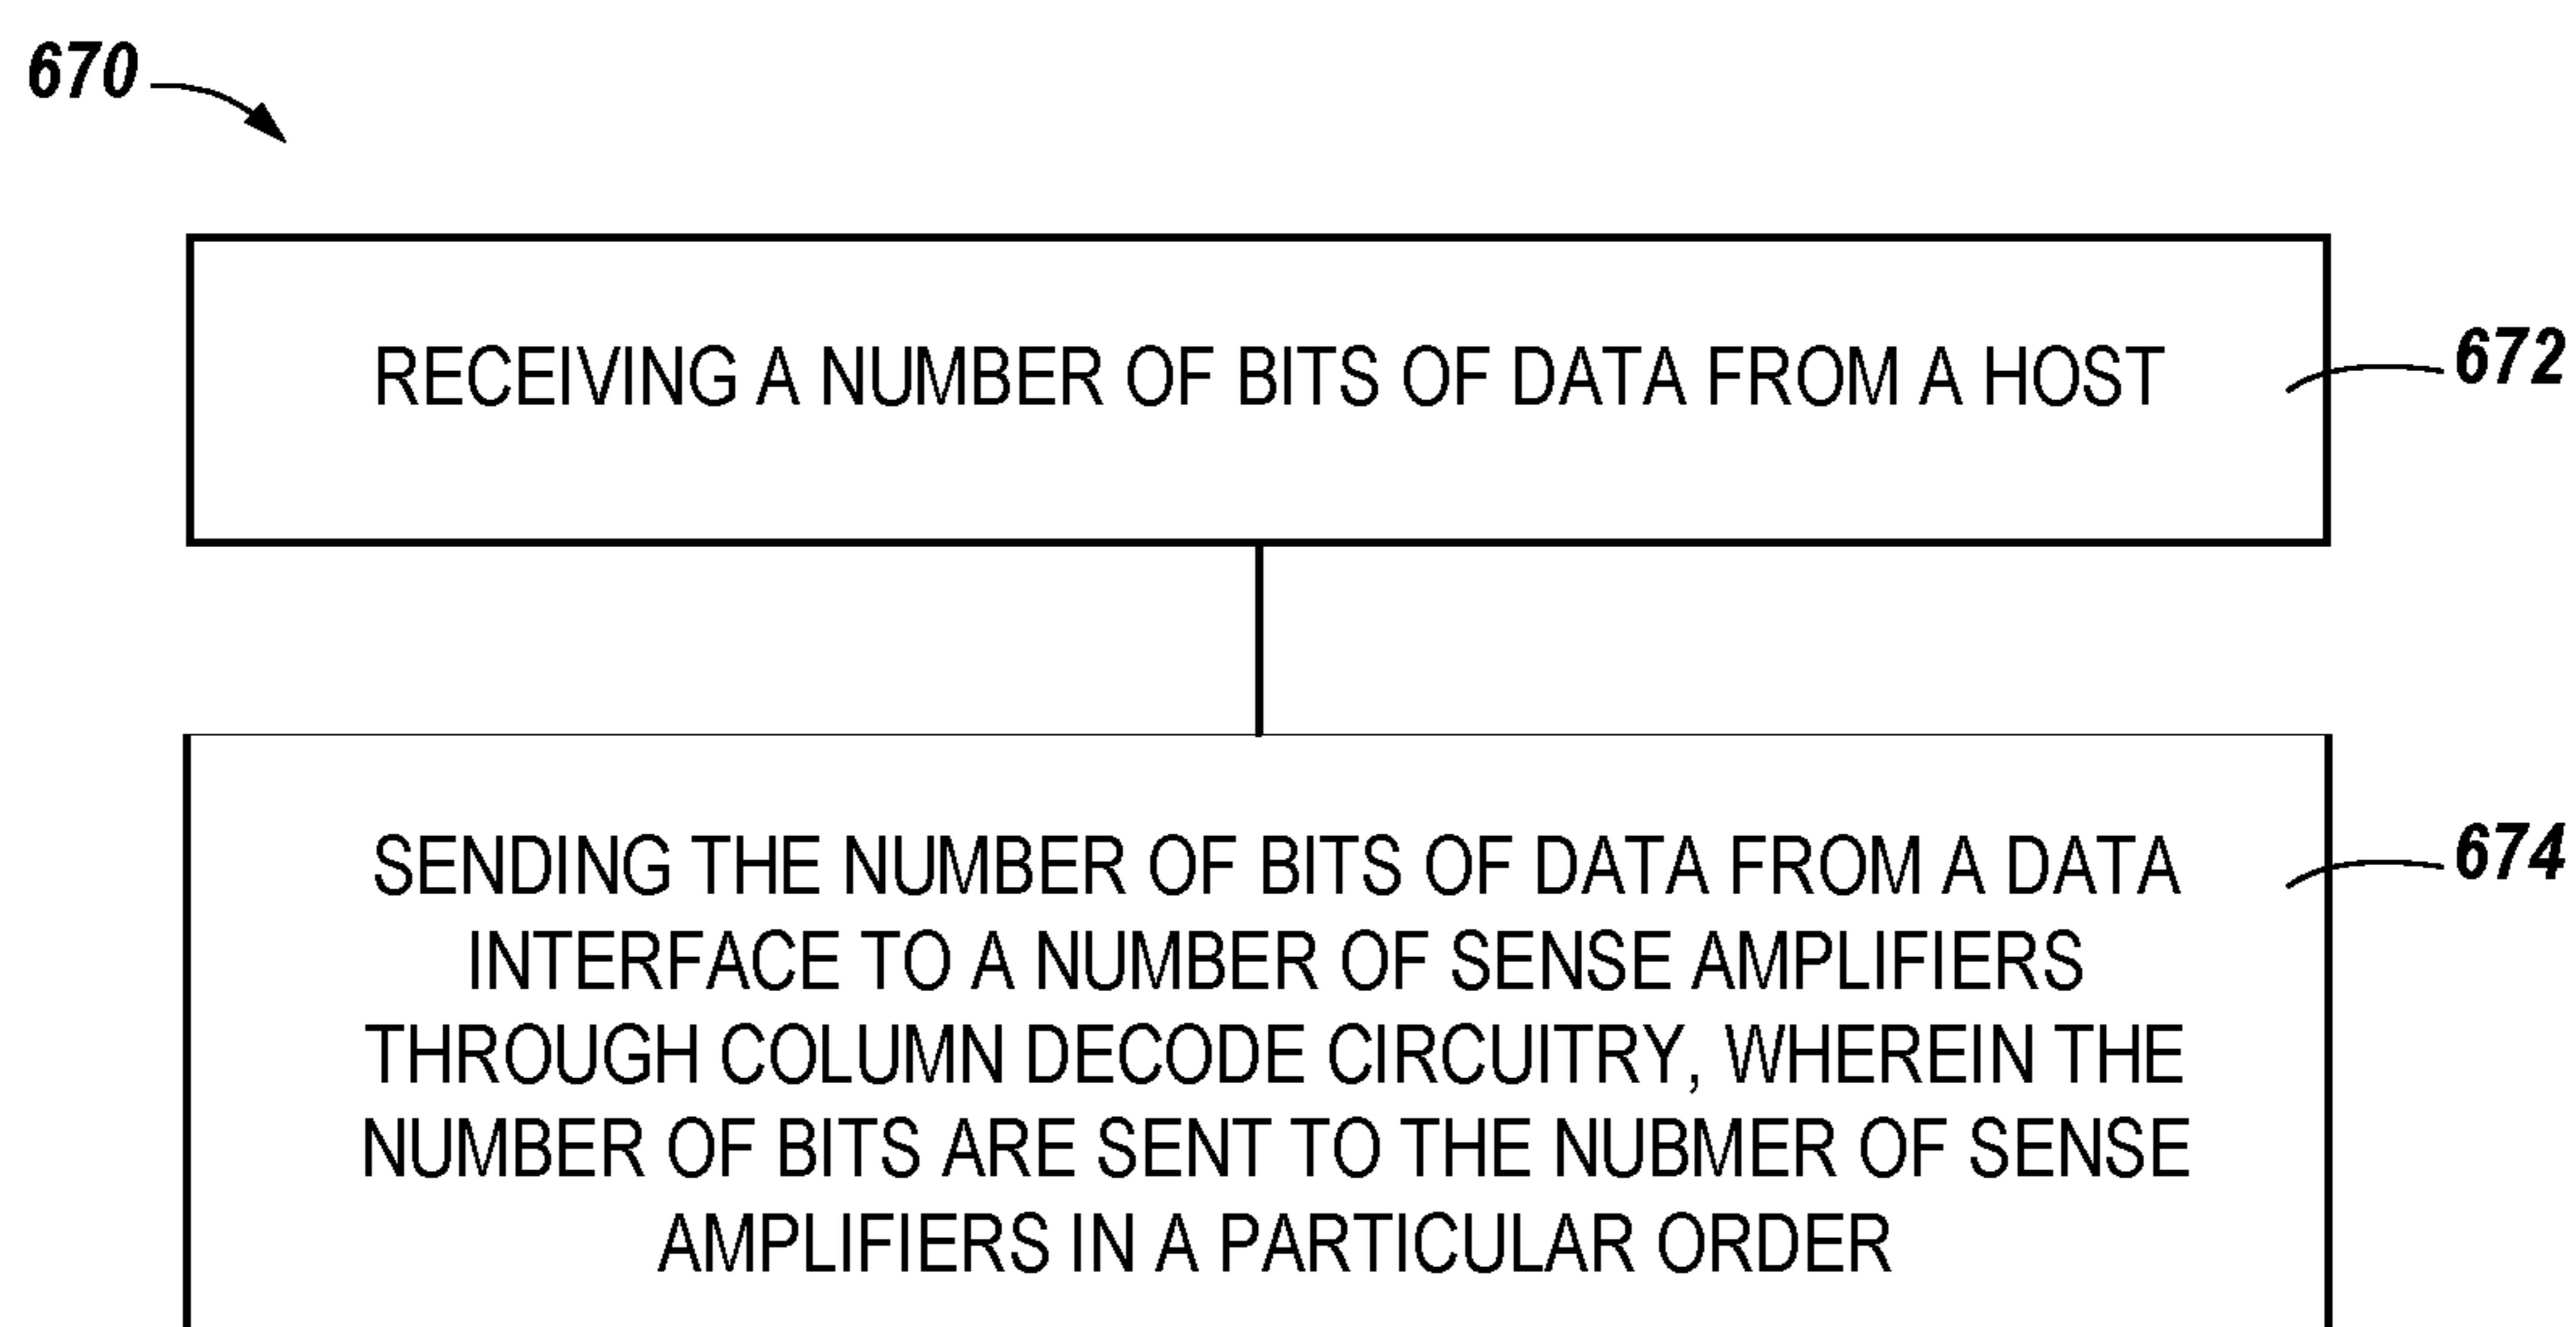 670
RECEIVING A NUMBER OF BITS OF DATA FROM A HOST
672
SENDING THE NUMBER OF BITS OF DATA FROM A DATA
674
INTERFACE TO A NUMBER OF SENSE AMPLIFIERS
THROUGH COLUMN DECODE CIRCUITRY, WHEREIN THE
NUMBER OF BITS ARE SENT TO THE NUBMER OF SENSE
AMPLIFIERS IN A PARTICULAR ORDER